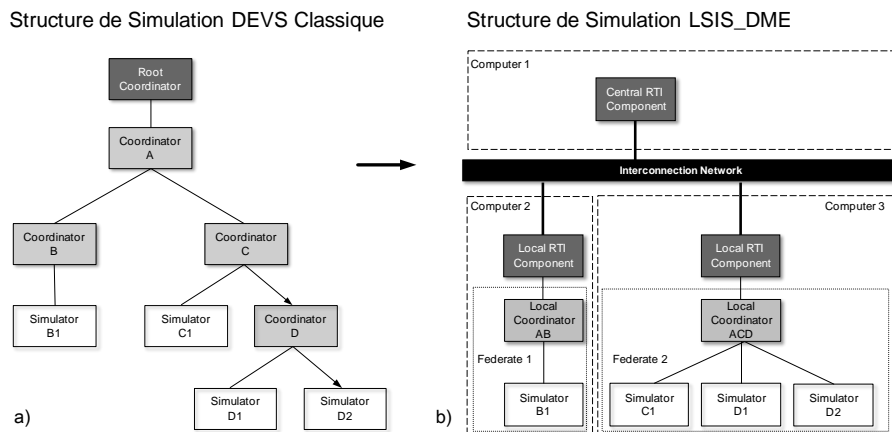 Structure de Simulation DEVS Classique
Root
Coordinator
Coordinator
A
Coordinator
B
Coordinator
C
Simulator
B1
Simulator
C1
Coordinator
D
Simulator
D1
Simulator
D2
a)
Structure de Simulation LSIS_DME
Computer 1
Central RTI
Component
Interconnection Network
Computer 2
Computer 3
Local RTI
Component
Local RTI
Component
Local
Coordinator
AB
Local
Coordinator
ACD
Federate 1
Federate 2
Simulator
B1
Simulator
C1
Simulator
D1
Simulator
D2
b)